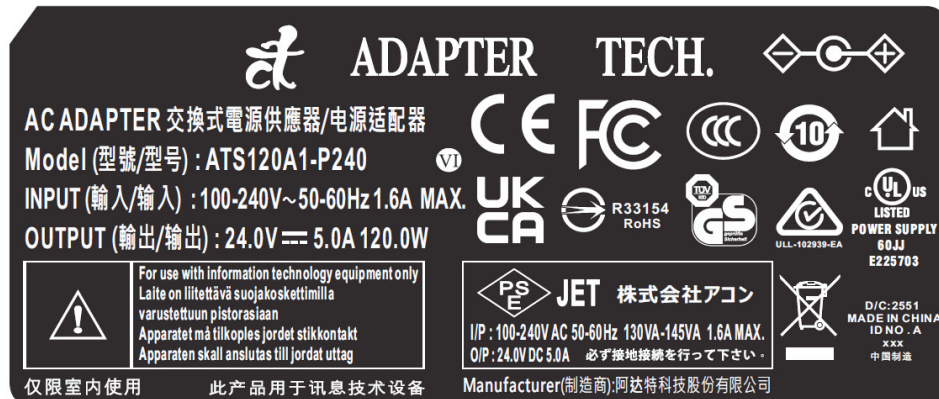 ADAPTER TECH.
AC ADAPTER 交換式電源供應器/电源适配器
Model (型號/型号) : ATS120A1-P240
VI
INPUT (輸入/输入) : 100-240V~50-60Hz 1.6A MAX.
OUTPUT (輸出/输出) : 24.0V⎓5.0A 120.0W
CE
FC
CCC
10
UK
CA
R33154
RoHS
TÜV
GS
geprüfte
Sicherheit
ULL-102939-EA
c UL US
LISTED
POWER SUPPLY
60JJ
E225703
For use with information technology equipment only
Laite on liitettävä suojakoskettimilla
varustettuun pistorasiaan
Apparatet må tilkoples jordet stikkontakt
Apparaten skall anslutas till jordat uttag
仅限室内使用 此产品用于讯息技术设备
PSE JET 株式会社アコン
I/P : 100-240V AC 50-60Hz 130VA-145VA 1.6A MAX.
O/P : 24.0V DC 5.0A 必ず接地接続を行って下さい。
Manufacturer(制造商):阿达特科技股份有限公司
D/C:2551
MADE IN CHINA
ID NO . A
xxx
中国制造